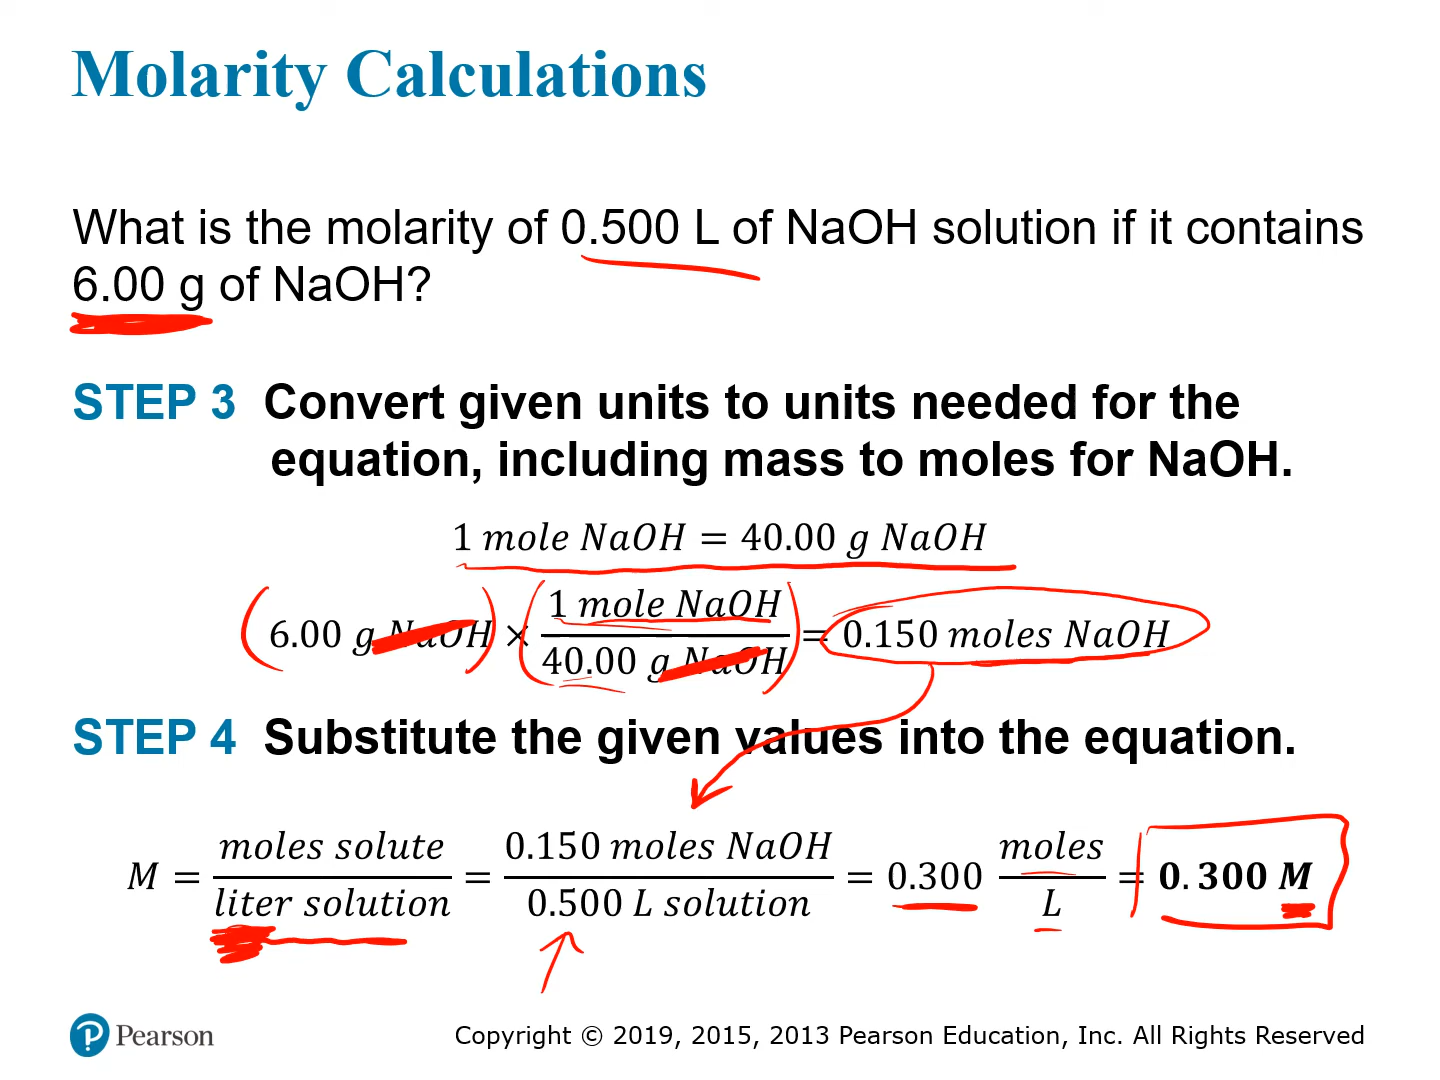 Molarity Calculations
What is the molarity of 0.500 L of NaOH solution if it contains
6.00 g of NaOH?
STEP 3 Convert given units to units needed for the
equation, including mass to moles for NaOH.
1 mole NaOH = 40.00 g NaOH
6.00 g NaOH × 1 mole NaOH / 40.00 g NaOH = 0.150 moles NaOH
STEP 4 Substitute the given values into the equation.
M = moles solute / liter solution = 0.150 moles NaOH / 0.500 L solution = 0.300 moles / L = 0.300 M
Pearson
Copyright © 2019, 2015, 2013 Pearson Education, Inc. All Rights Reserved